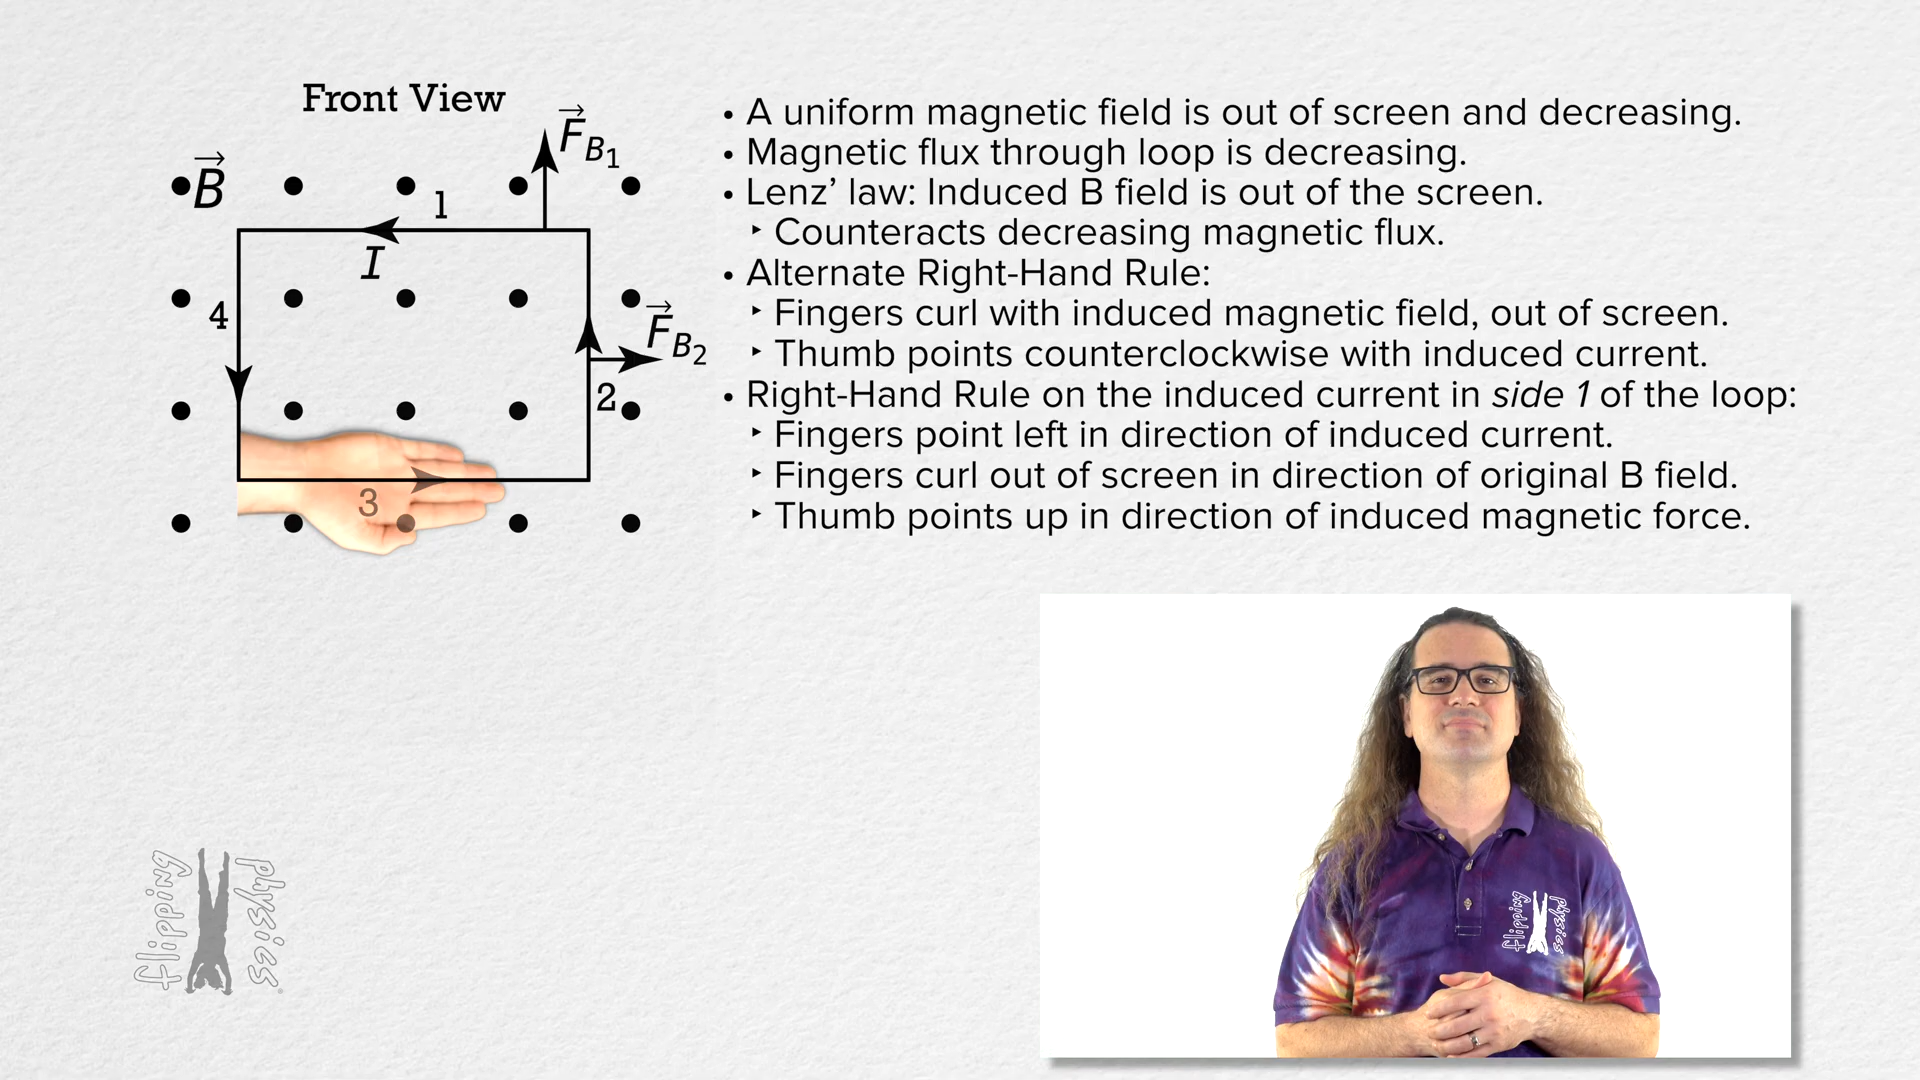 Front View
F B1
B
1
I
4
F B2
2
3
• A uniform magnetic field is out of screen and decreasing.
• Magnetic flux through loop is decreasing.
• Lenz’ law: Induced B field is out of the screen.
‣ Counteracts decreasing magnetic flux.
• Alternate Right-Hand Rule:
‣ Fingers curl with induced magnetic field, out of screen.
‣ Thumb points counterclockwise with induced current.
• Right-Hand Rule on the induced current in side 1 of the loop:
‣ Fingers point left in direction of induced current.
‣ Fingers curl out of screen in direction of original B field.
‣ Thumb points up in direction of induced magnetic force.
flipping
physics
flipping
physics